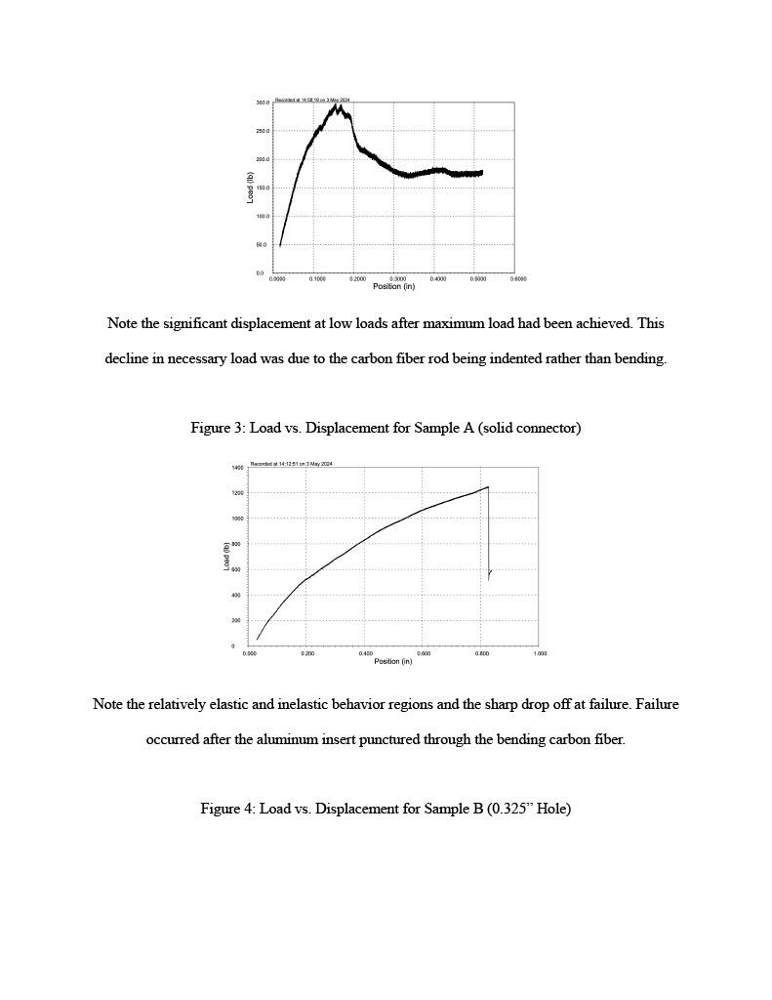 Recorded at 14:58:19 on 3 May 2024
300.0
250.0
200.0
150.0
100.0
50.0
0.0
Load (lb)
0.0000 0.1000 0.2000 0.3000 0.4000 0.5000 0.6000
Position (in)
Note the significant displacement at low loads after maximum load had been achieved. This
decline in necessary load was due to the carbon fiber rod being indented rather than bending.
Figure 3: Load vs. Displacement for Sample A (solid connector)
Recorded at 14:12:51 on 3 May 2024
1400
1200
1000
800
600
400
200
0
Load (lb)
0.000 0.200 0.400 0.600 0.800 1.000
Position (in)
Note the relatively elastic and inelastic behavior regions and the sharp drop off at failure. Failure
occurred after the aluminum insert punctured through the bending carbon fiber.
Figure 4: Load vs. Displacement for Sample B (0.325” Hole)